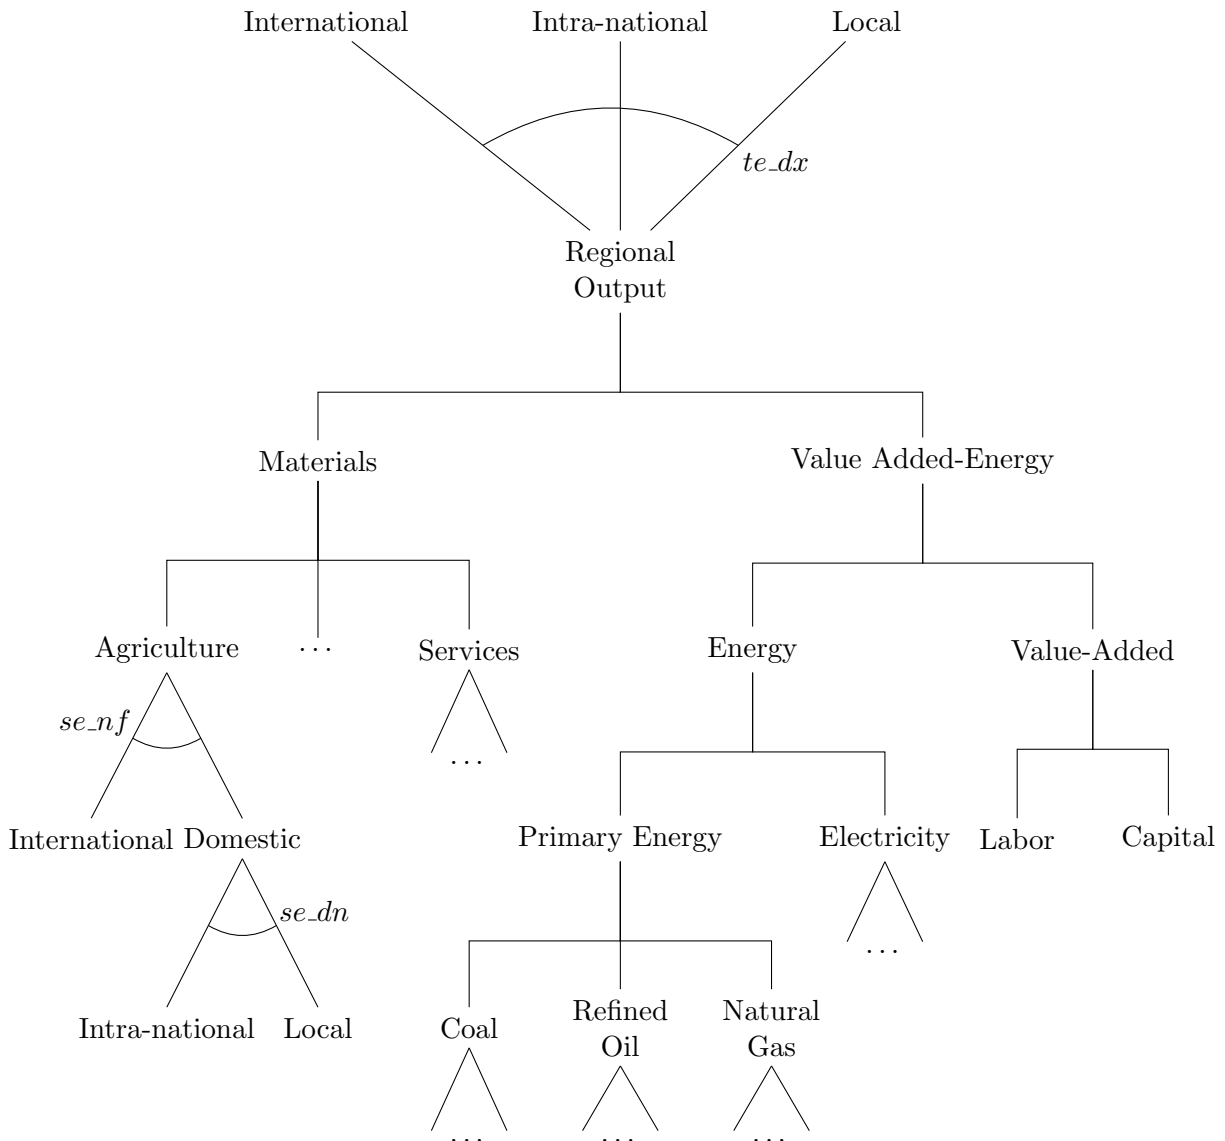 International
Intra-national
Local
te_dx
Regional
Output
Materials
Value Added-Energy
Agriculture
...
Services
Energy
Value-Added
se_nf
...
International
Domestic
Primary Energy
Electricity
Labor
Capital
se_dn
...
Intra-national
Local
Coal
Refined
Oil
Natural
Gas
...
...
...